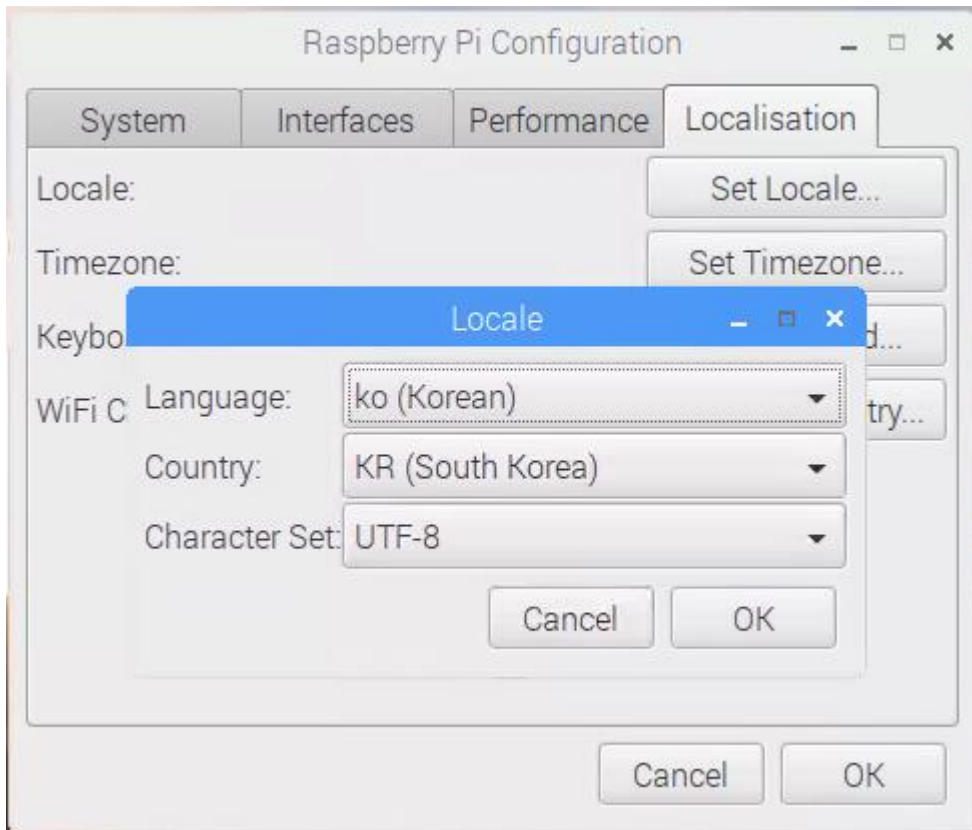 Raspberry Pi Configuration
System Interfaces Performance Localisation
Locale: Set Locale...
Timezone: Set Timezone...
Locale
Keybo d...
Language: ko (Korean)
WiFi C try...
Country: KR (South Korea)
Character Set: UTF-8
Cancel OK
Cancel OK